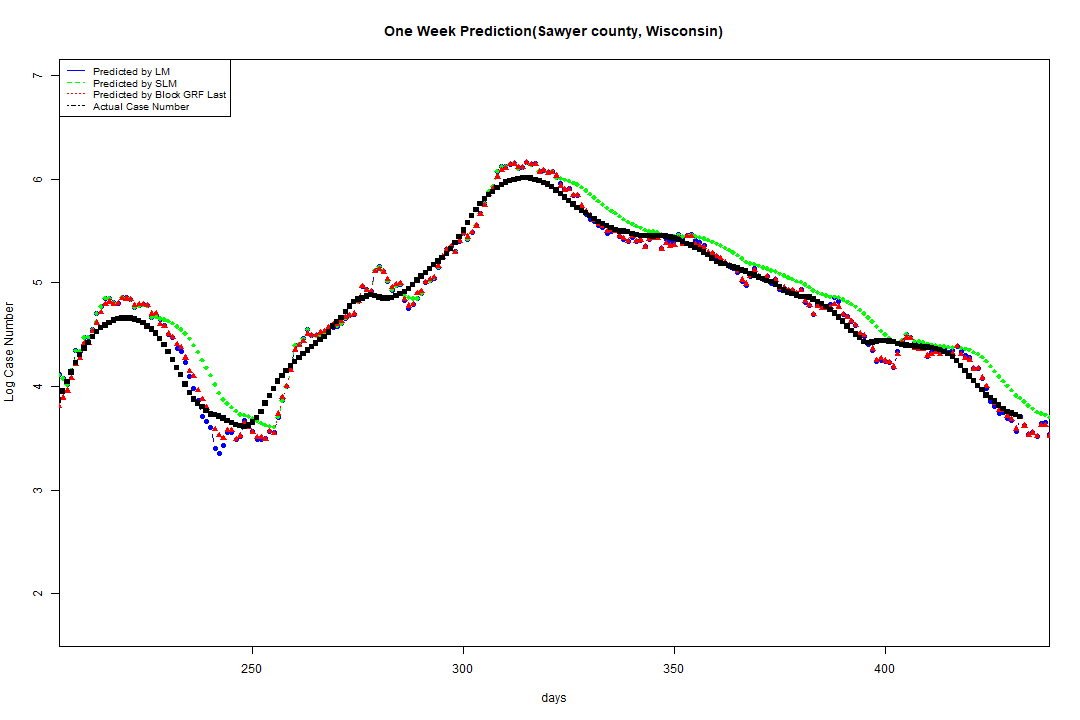 One Week Prediction(Sawyer county, Wisconsin)
Predicted by LM
Predicted by SLM
Predicted by Block GRF Last
Actual Case Number
Log Case Number
7
6
5
4
3
2
250
300
350
400
days